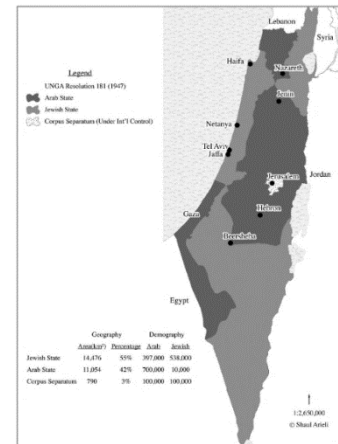 Lebanon
Syria
Haifa
Nazareth
Jenin
Netanya
Tel Aviv
Jaffa
Jerusalem
Jordan
Gaza
Hebron
Beersheba
Egypt
Legend
UNGA Resolution 181 (1947)
Arab State
Jewish State
Corpus Separatum (Under Int'l Control)
Geography Demography
Area(km²) Percentage Arab Jewish
Jewish State 14,476 55% 397,000 538,000
Arab State 11,054 42% 700,000 10,000
Corpus Separatum 790 3% 100,000 100,000
1:2,650,000
© Shaul Arieli